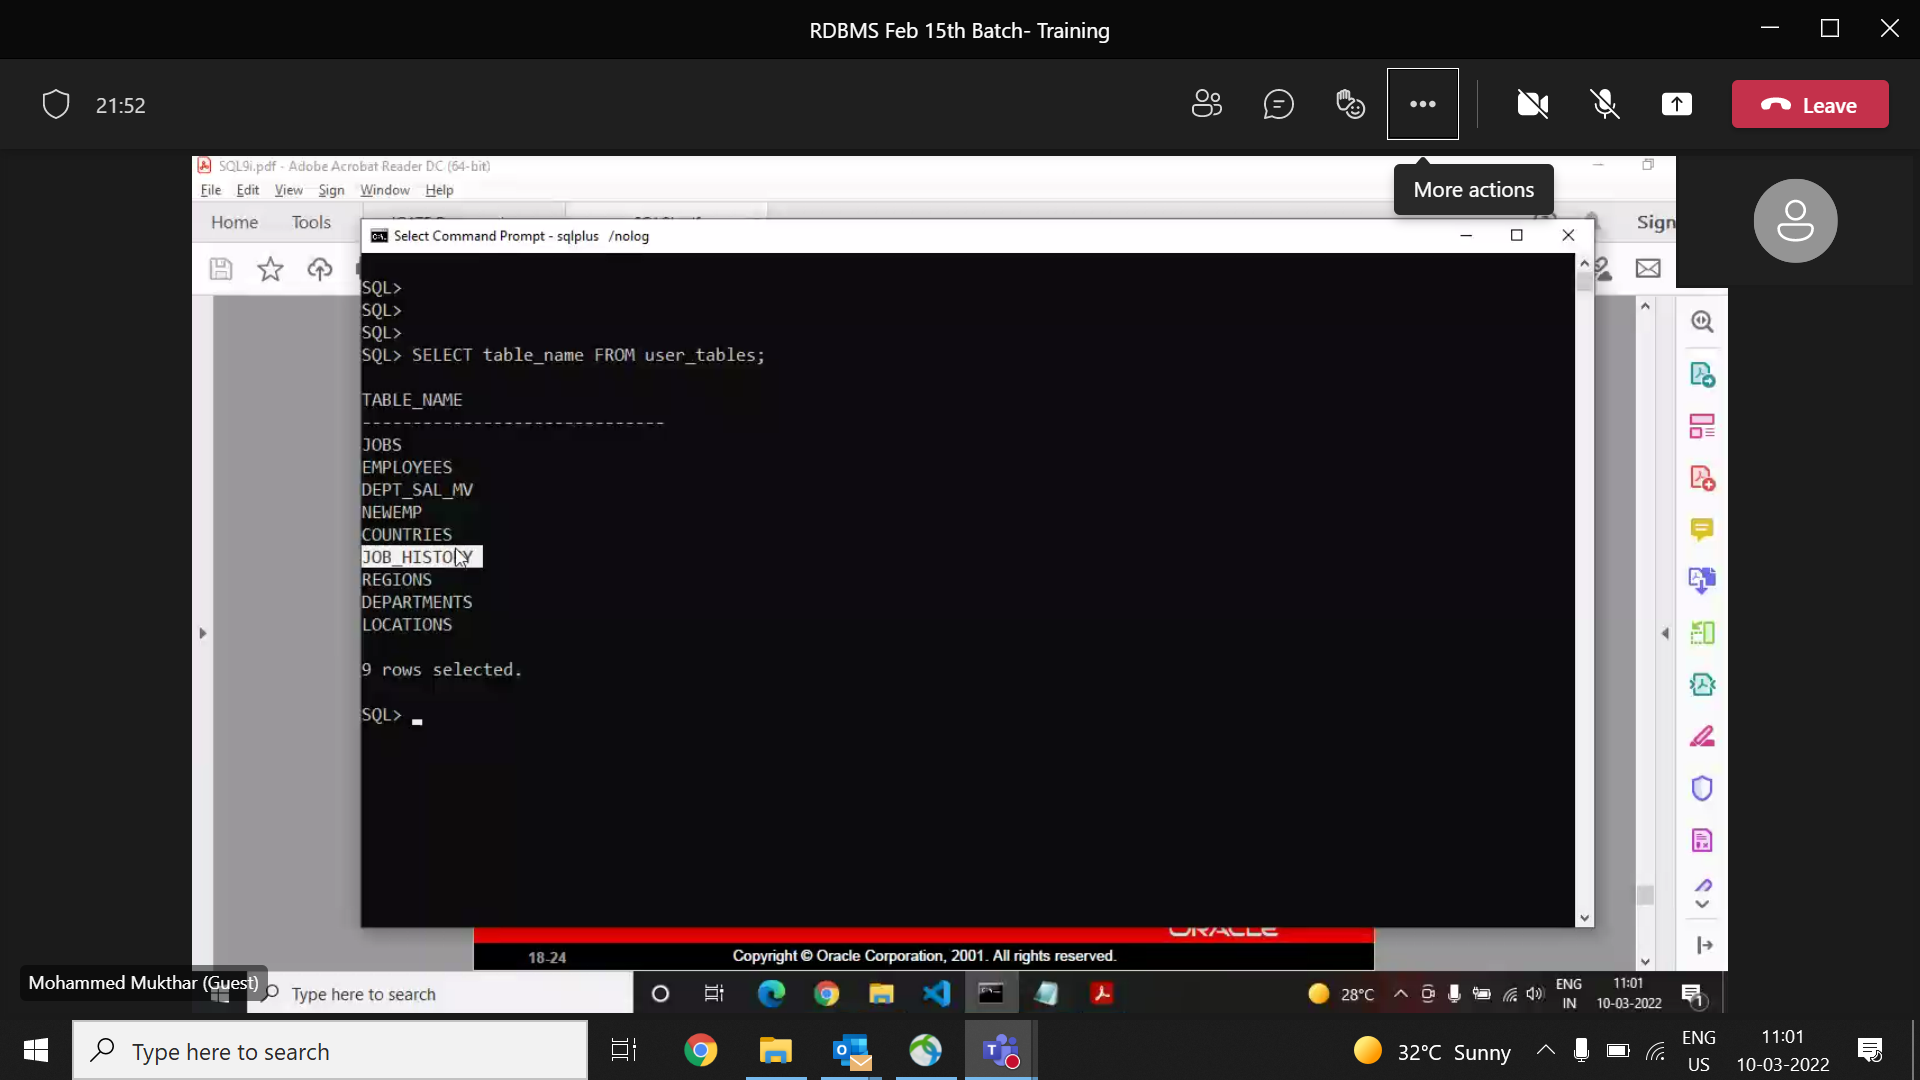 RDBMS Feb 15th Batch- Training
21:52
Leave
More actions
SQL9i.pdf - Adobe Acrobat Reader DC (64-bit)
File Edit View Sign Window Help
Home Tools
Sign
Select Command Prompt - sqlplus /nolog
SQL>
SQL>
SQL>
SQL> SELECT table_name FROM user_tables;
TABLE_NAME
------------------------------
JOBS
EMPLOYEES
DEPT_SAL_MV
NEWEMP
COUNTRIES
JOB_HISTORY
REGIONS
DEPARTMENTS
LOCATIONS
9 rows selected.
SQL>
ORACLE
18-24
Copyright © Oracle Corporation, 2001. All rights reserved.
Mohammed Mukthar (Guest)
Type here to search
28°C
ENG
IN
11:01
10-03-2022
1
Type here to search
32°C Sunny
ENG
US
11:01
10-03-2022